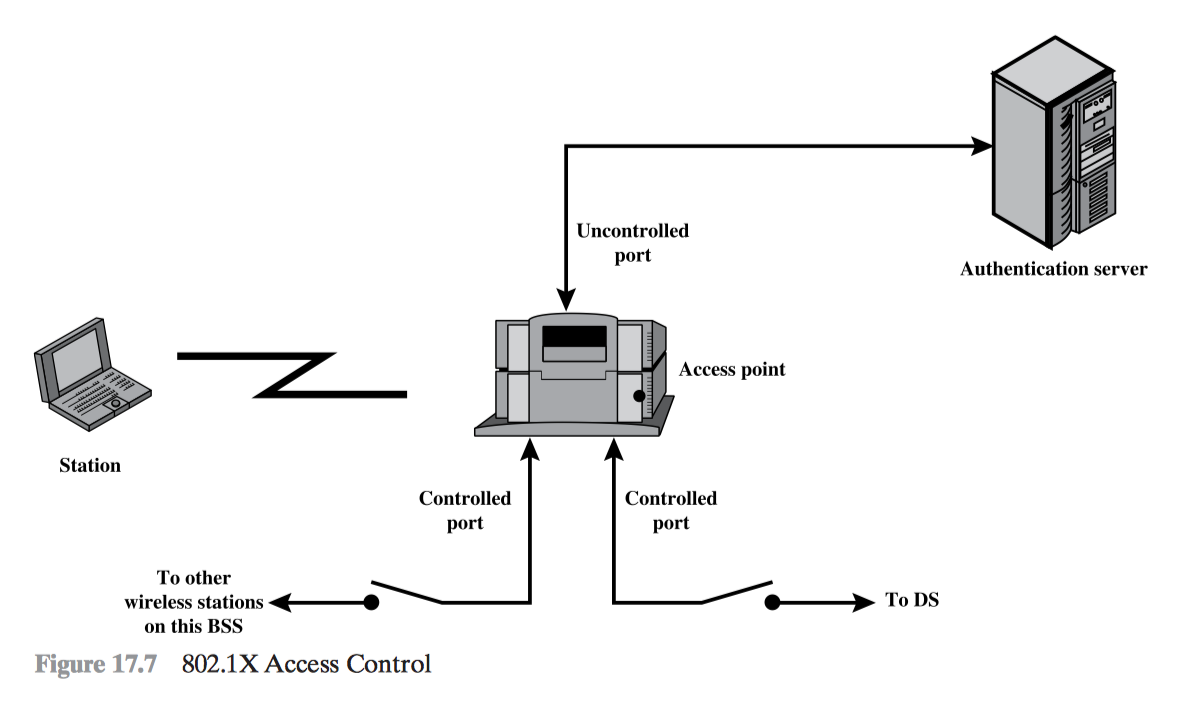 Uncontrolled
port
Authentication server
Access point
Station
Controlled
port
Controlled
port
To other
wireless stations
on this BSS
To DS
Figure 17.7 802.1X Access Control